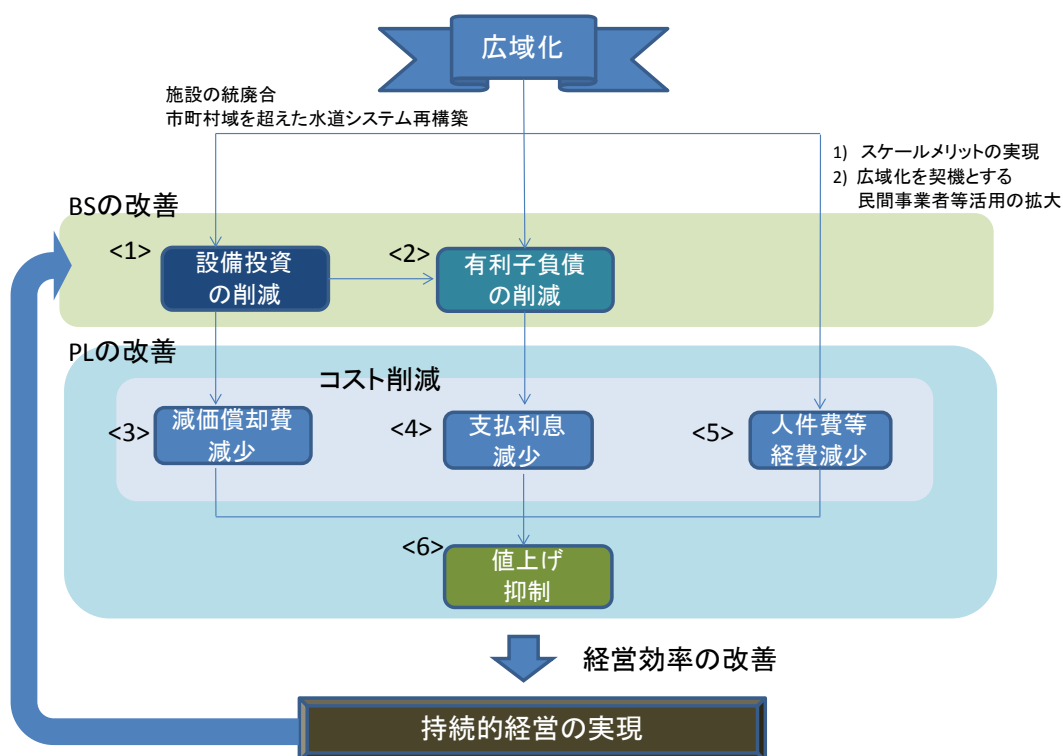 広域化
施設の統廃合
市町村域を超えた水道システム再構築
1) スケールメリットの実現
2) 広域化を契機とする
民間事業者等活用の拡大
BSの改善
<1>
設備投資
の削減
<2>
有利子負債
の削減
PLの改善
コスト削減
<3>
減価償却費
減少
<4>
支払利息
減少
<5>
人件費等
経費減少
<6>
値上げ
抑制
経営効率の改善
持続的経営の実現